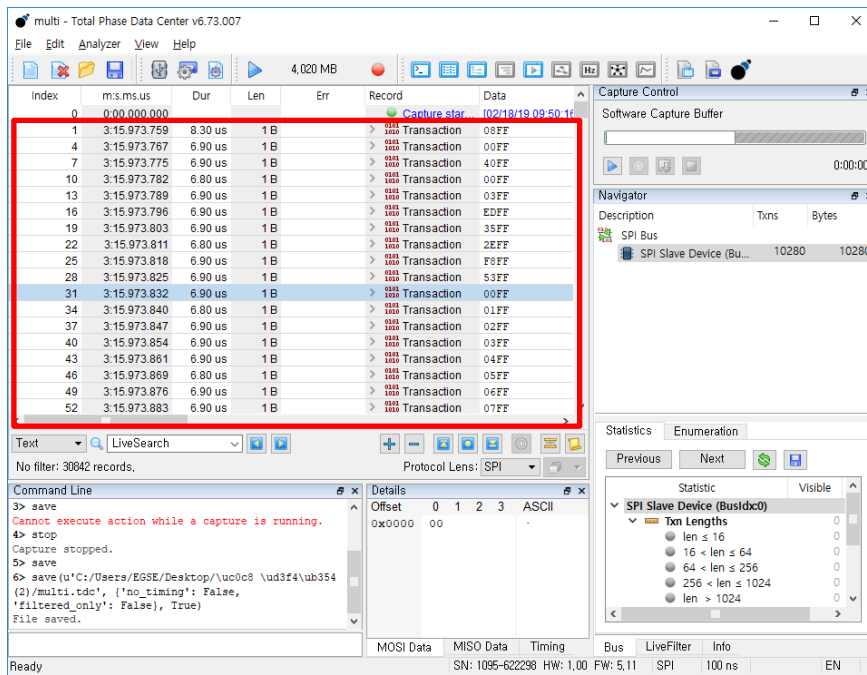 multi - Total Phase Data Center v6.73.007
File Edit Analyzer View Help
4,020 MB
Index m:s.ms.us Dur Len Err Record Data
0 0:00.000.000 Capture star... [02/18/19 09:50:16
1 3:15.973.759 8.30 us 1 B Transaction 08FF
4 3:15.973.767 6.90 us 1 B Transaction 00FF
7 3:15.973.775 6.90 us 1 B Transaction 40FF
10 3:15.973.782 6.80 us 1 B Transaction 00FF
13 3:15.973.789 6.90 us 1 B Transaction 03FF
16 3:15.973.796 6.90 us 1 B Transaction EDFF
19 3:15.973.803 6.90 us 1 B Transaction 35FF
22 3:15.973.811 6.80 us 1 B Transaction 2EFF
25 3:15.973.818 6.90 us 1 B Transaction F8FF
28 3:15.973.825 6.90 us 1 B Transaction 53FF
31 3:15.973.832 6.90 us 1 B Transaction 00FF
34 3:15.973.840 6.80 us 1 B Transaction 01FF
37 3:15.973.847 6.90 us 1 B Transaction 02FF
40 3:15.973.854 6.90 us 1 B Transaction 03FF
43 3:15.973.861 6.90 us 1 B Transaction 04FF
46 3:15.973.869 6.80 us 1 B Transaction 05FF
49 3:15.973.876 6.90 us 1 B Transaction 06FF
52 3:15.973.883 6.90 us 1 B Transaction 07FF
Text LiveSearch
No filter: 30842 records. Protocol Lens: SPI
Command Line
3> save
Cannot execute action while a capture is running.
4> stop
Capture stopped.
5> save
6> save(u'C:/Users/EGSE/Desktop/\uc0c8 \ud3f4\ub354
(2)/multi.tdc', {'no_timing': False,
'filtered_only': False}, True)
File saved.
Details
Offset 0 1 2 3 ASCII
0x0000 00 .
MOSI Data MISO Data Timing
Capture Control
Software Capture Buffer
0:00:00
Navigator
Description Txns Bytes
SPI Bus
SPI Slave Device (Bu... 10280 10280
Statistics Enumeration
Previous Next
Statistic Visible
SPI Slave Device (BusIdx:0)
Txn Lengths 0
len ≤ 16 0
16 < len ≤ 64 0
64 < len ≤ 256 0
256 < len ≤ 1024 0
len > 1024 0
Bus LiveFilter Info
Ready SN: 1095-622298 HW: 1,00 FW: 5,11 SPI 100 ns EN